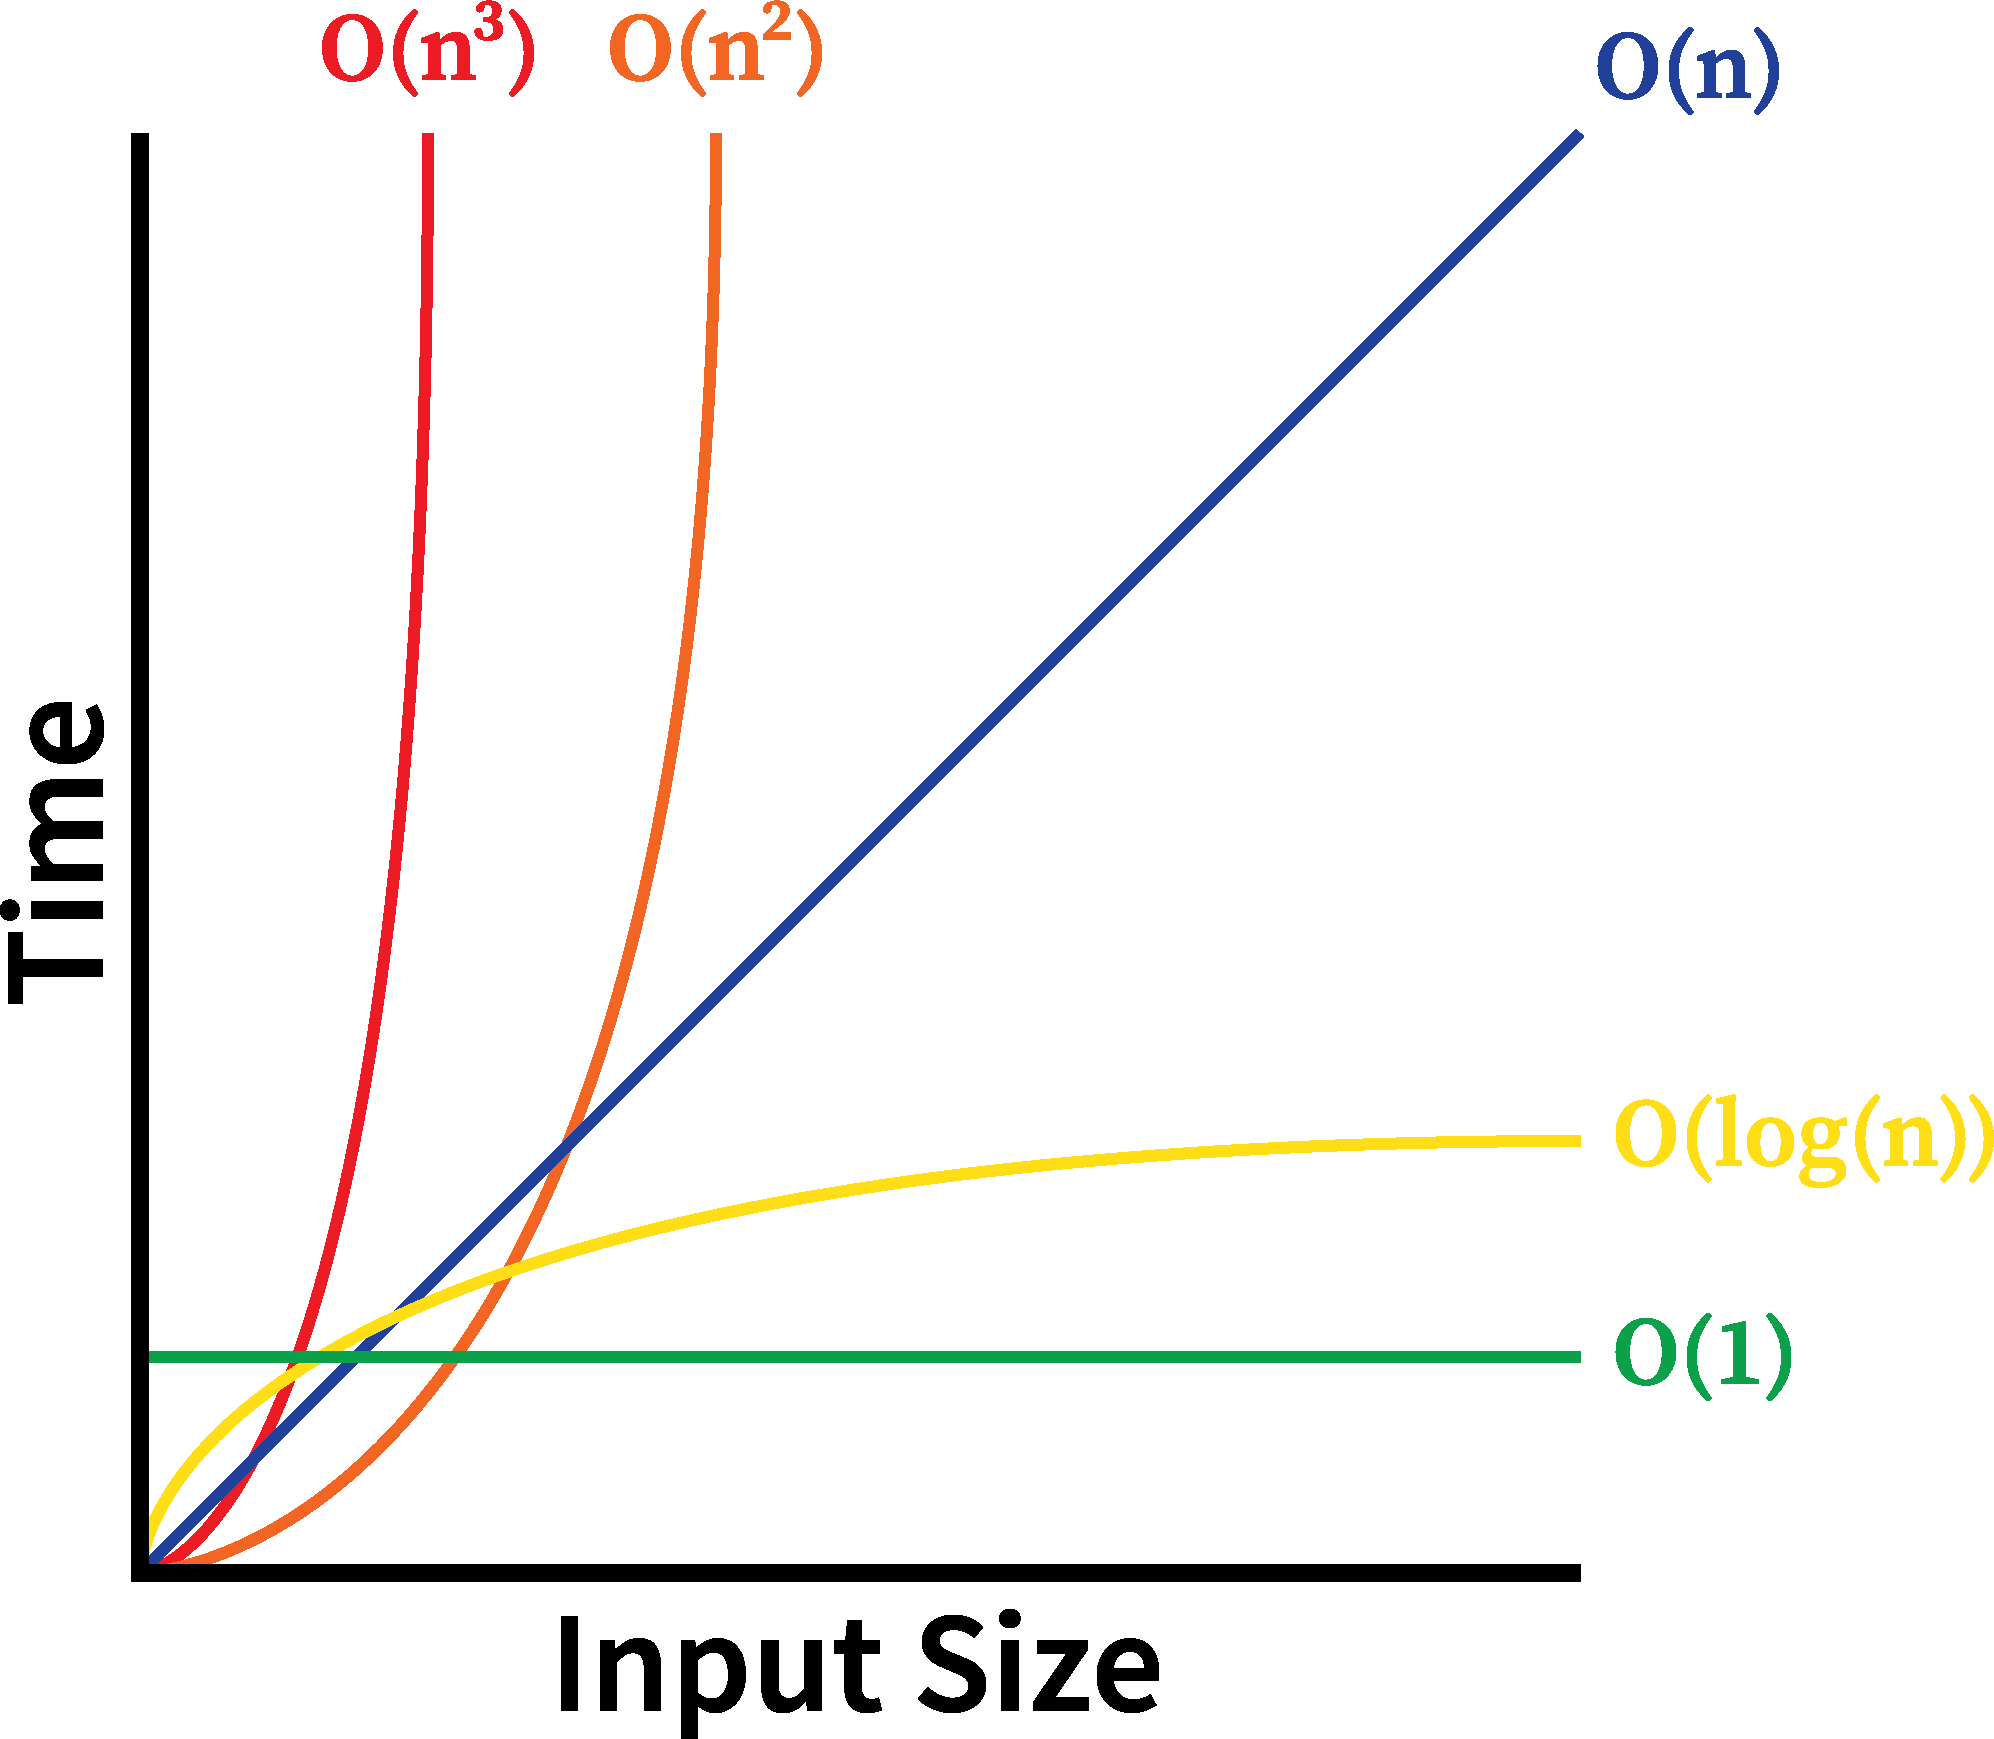 O(n³) O(n²) O(n)
Time
O(log(n))
O(1)
Input Size